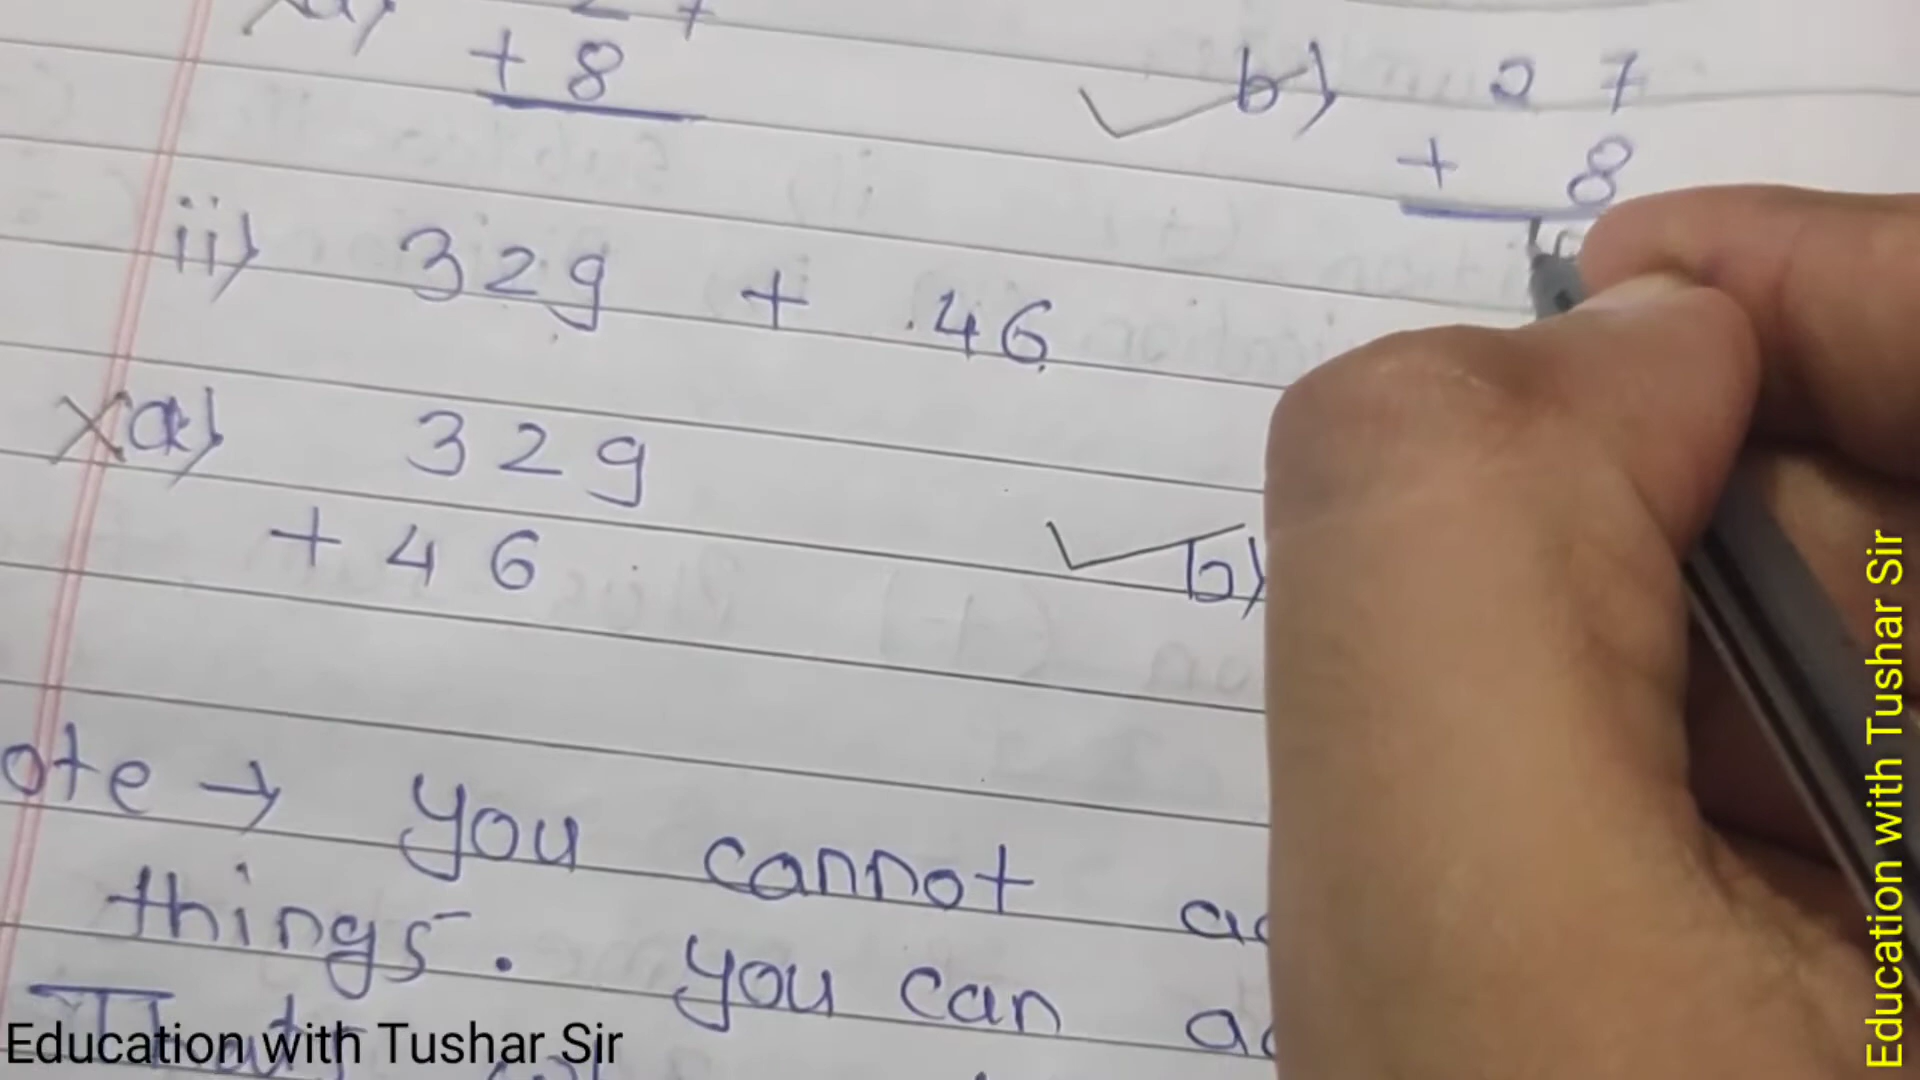 a) 27
+ 8
b) 27
+ 8
ii) 329 + 46
x a) 329
+ 46
b)
ote → You cannot
things. You can
Education with Tushar Sir
Education with Tushar Sir